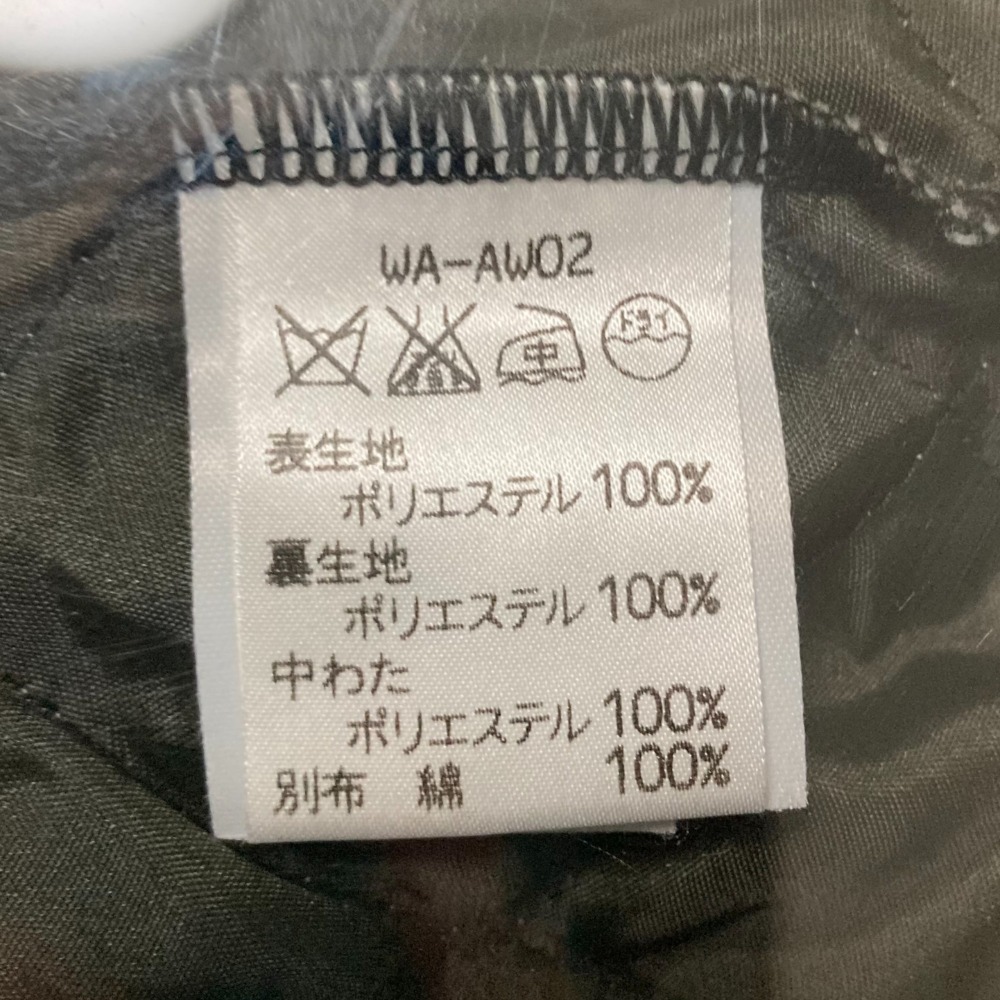 WA-AW02
中 ドライ
表生地
ポリエステル 100%
裏生地
ポリエステル 100%
中わた
ポリエステル 100%
別布 綿 100%